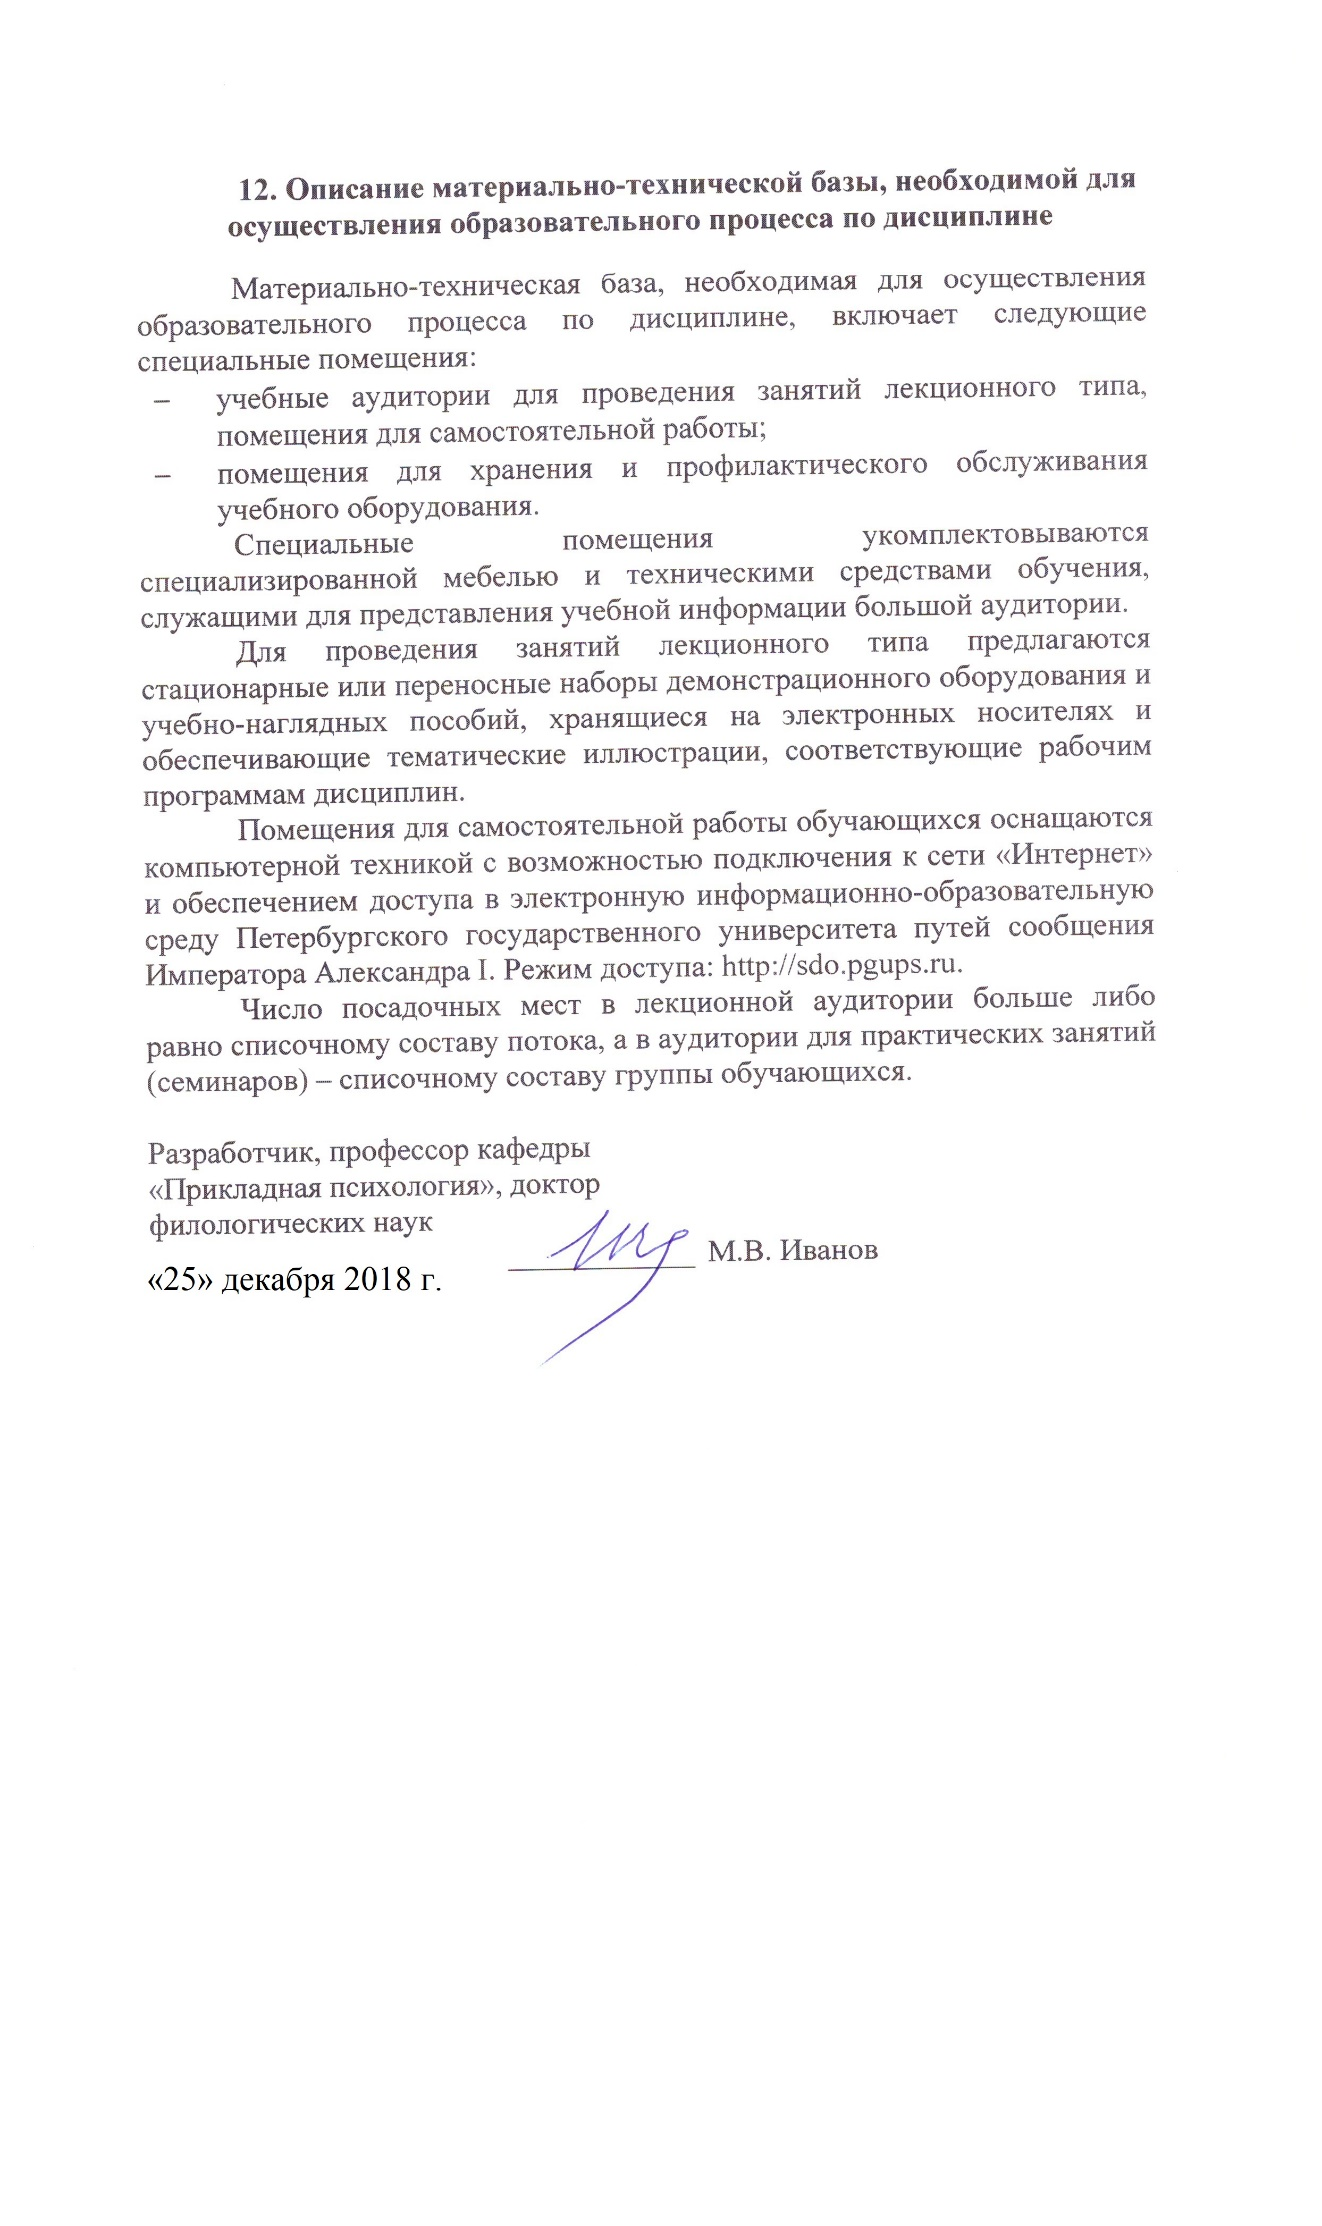 12. Описание материально-технической базы, необходимой для
осуществления образовательного процесса по дисциплине
Материально-техническая база, необходимая для осуществления
образовательного процесса по дисциплине, включает следующие
специальные помещения:
– учебные аудитории для проведения занятий лекционного типа,
помещения для самостоятельной работы;
– помещения для хранения и профилактического обслуживания
учебного оборудования.
Специальные помещения укомплектовываются
специализированной мебелью и техническими средствами обучения,
служащими для представления учебной информации большой аудитории.
Для проведения занятий лекционного типа предлагаются
стационарные или переносные наборы демонстрационного оборудования и
учебно-наглядных пособий, хранящиеся на электронных носителях и
обеспечивающие тематические иллюстрации, соответствующие рабочим
программам дисциплин.
Помещения для самостоятельной работы обучающихся оснащаются
компьютерной техникой с возможностью подключения к сети «Интернет»
и обеспечением доступа в электронную информационно-образовательную
среду Петербургского государственного университета путей сообщения
Императора Александра I. Режим доступа: http://sdo.pgups.ru.
Число посадочных мест в лекционной аудитории больше либо
равно списочному составу потока, а в аудитории для практических занятий
(семинаров) – списочному составу группы обучающихся.
Разработчик, профессор кафедры
«Прикладная психология», доктор
филологических наук
М.В. Иванов
«25» декабря 2018 г.